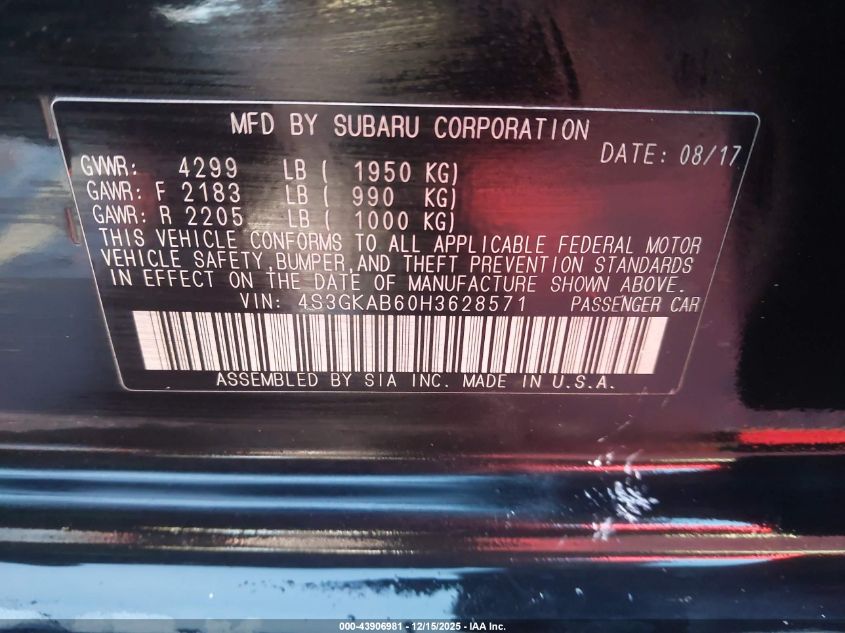 MFD BY SUBARU CORPORATION
DATE: 08/17
GVWR: 4299 LB ( 1950 KG)
GAWR: F 2183 LB ( 990 KG)
GAWR: R 2205 LB ( 1000 KG)
THIS VEHICLE CONFORMS TO ALL APPLICABLE FEDERAL MOTOR
VEHICLE SAFETY, BUMPER, AND THEFT PREVENTION STANDARDS
IN EFFECT ON THE DATE OF MANUFACTURE SHOWN ABOVE.
VIN: 4S3GKAB60H3628571 PASSENGER CAR
ASSEMBLED BY SIA INC. MADE IN U.S.A.
000-43906981 - 12/15/2025 - IAA Inc.